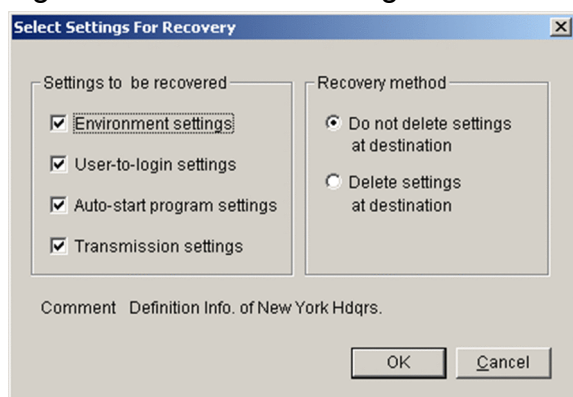 Select Settings For Recovery
Settings to be recovered
Environment settings
User-to-login settings
Auto-start program settings
Transmission settings
Recovery method
Do not delete settings
at destination
Delete settings
at destination
Comment Definition Info. of New York Hdqrs.
OK
Cancel